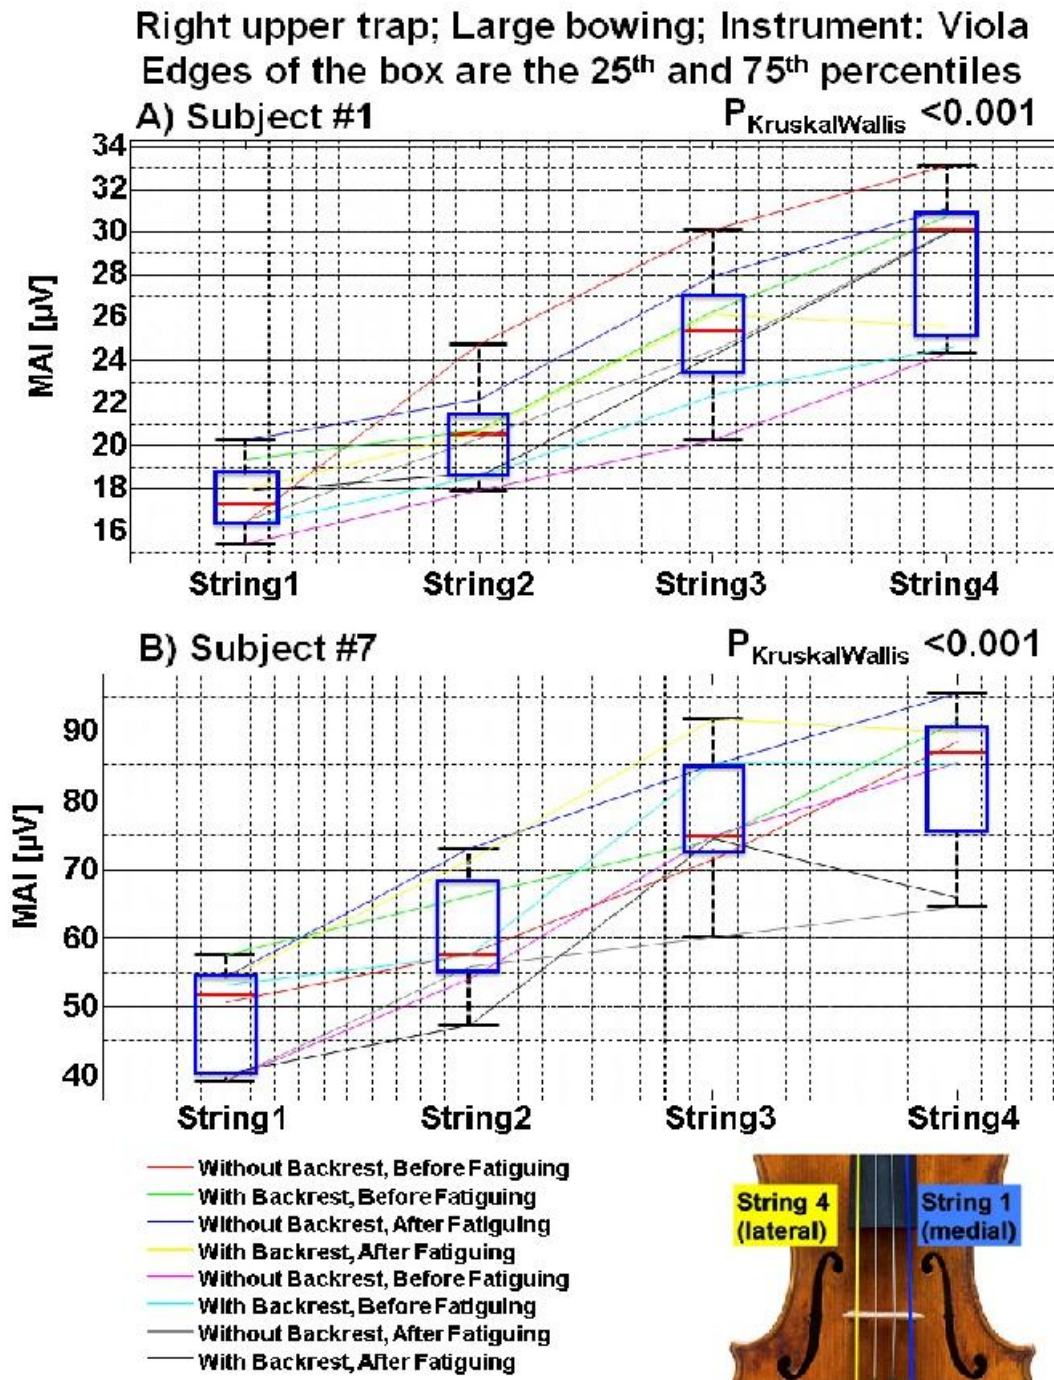 Right upper trap; Large bowing; Instrument: Viola
Edges of the box are the 25th and 75th percentiles
A) Subject #1 PKruskalWallis <0.001
MAI [µV]
34
32
30
28
26
24
22
20
18
16
String1 String2 String3 String4
B) Subject #7 PKruskalWallis <0.001
MAI [µV]
90
80
70
60
50
40
String1 String2 String3 String4
Without Backrest, Before Fatiguing
With Backrest, Before Fatiguing
Without Backrest, After Fatiguing
With Backrest, After Fatiguing
Without Backrest, Before Fatiguing
With Backrest, Before Fatiguing
Without Backrest, After Fatiguing
With Backrest, After Fatiguing
String 4
(lateral)
String 1
(medial)